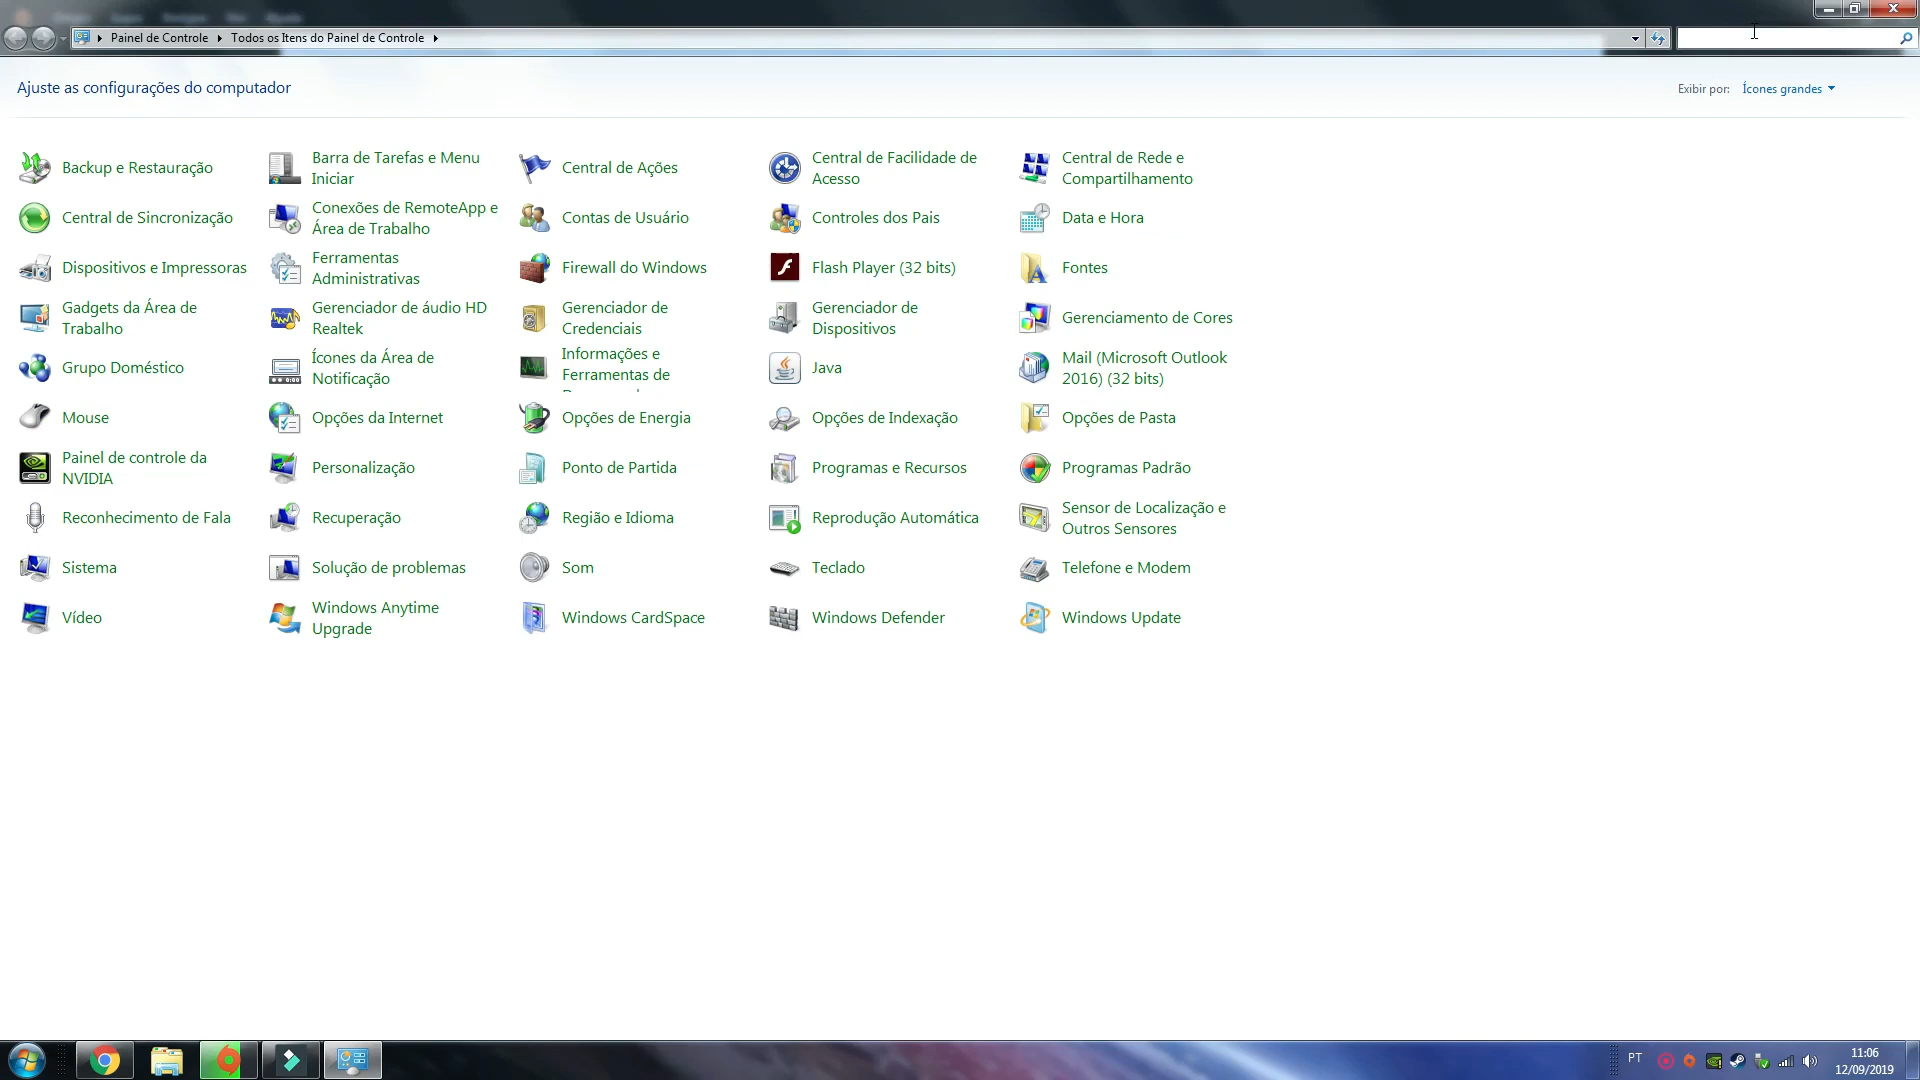 Painel de Controle
Todos os Itens do Painel de Controle
Ajuste as configurações do computador
Exibir por:
Ícones grandes
Backup e Restauração
Barra de Tarefas e Menu
Iniciar
Central de Ações
Central de Facilidade de
Acesso
Central de Rede e
Compartilhamento
Central de Sincronização
Conexões de RemoteApp e
Área de Trabalho
Contas de Usuário
Controles dos Pais
Data e Hora
Dispositivos e Impressoras
Ferramentas
Administrativas
Firewall do Windows
Flash Player (32 bits)
Fontes
Gadgets da Área de
Trabalho
Gerenciador de áudio HD
Realtek
Gerenciador de
Credenciais
Gerenciador de
Dispositivos
Gerenciamento de Cores
Grupo Doméstico
Ícones da Área de
Notificação
Informações e
Ferramentas de
Java
Mail (Microsoft Outlook
2016) (32 bits)
Mouse
Opções da Internet
Opções de Energia
Opções de Indexação
Opções de Pasta
Painel de controle da
NVIDIA
Personalização
Ponto de Partida
Programas e Recursos
Programas Padrão
Reconhecimento de Fala
Recuperação
Região e Idioma
Reprodução Automática
Sensor de Localização e
Outros Sensores
Sistema
Solução de problemas
Som
Teclado
Telefone e Modem
Vídeo
Windows Anytime
Upgrade
Windows CardSpace
Windows Defender
Windows Update
PT
11:06
12/09/2019